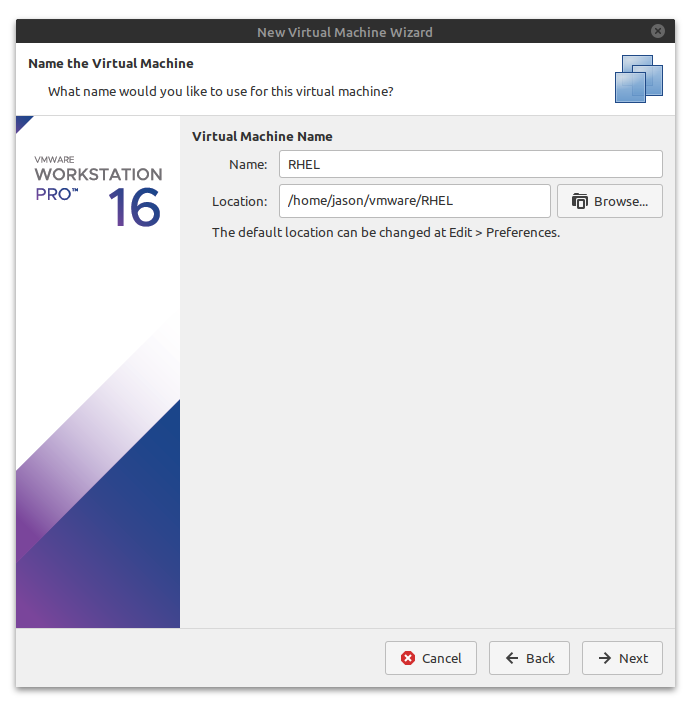 New Virtual Machine Wizard
Name the Virtual Machine
What name would you like to use for this virtual machine?
VMWARE
WORKSTATION
PRO™ 16
Virtual Machine Name
Name: RHEL
Location: /home/jason/vmware/RHEL Browse...
The default location can be changed at Edit > Preferences.
Cancel Back Next